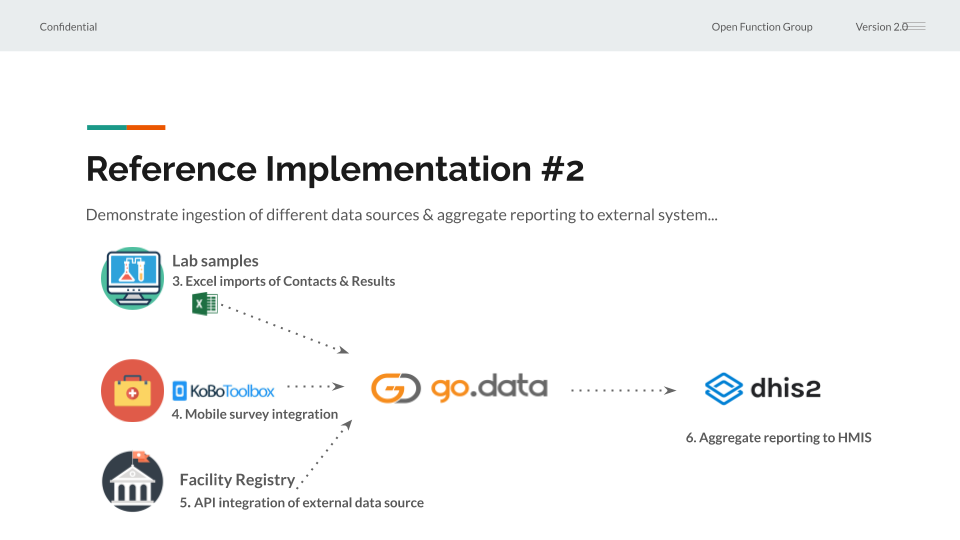 Confidential
Open Function Group
Version 2.0
Reference Implementation #2
Demonstrate ingestion of different data sources & aggregate reporting to external system...
Lab samples
3. Excel imports of Contacts & Results
KoBoToolbox
4. Mobile survey integration
go.data
dhis2
6. Aggregate reporting to HMIS
Facility Registry
5. API integration of external data source